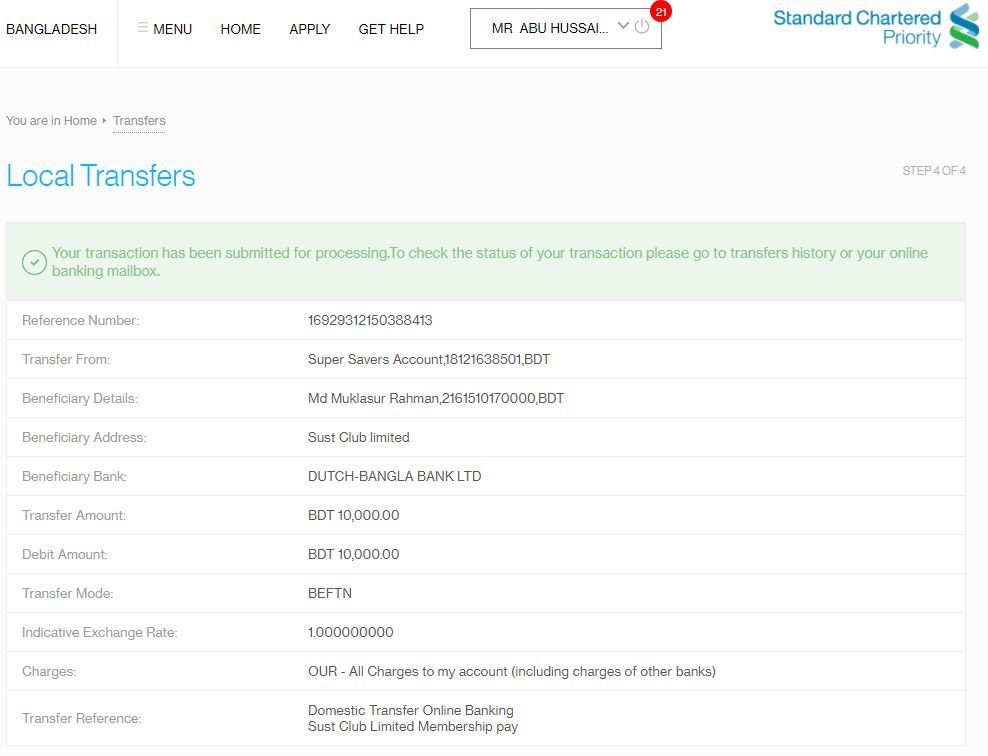 BANGLADESH
MENU
HOME
APPLY
GET HELP
MR ABU HUSSAI...
21
Standard Chartered
Priority
You are in Home
Transfers
Local Transfers
STEP 4 OF 4
Your transaction has been submitted for processing.To check the status of your transaction please go to transfers history or your online
banking mailbox.
Reference Number: 16929312150388413
Transfer From: Super Savers Account,18121638501,BDT
Beneficiary Details: Md Muklasur Rahman,2161510170000,BDT
Beneficiary Address: Sust Club limited
Beneficiary Bank: DUTCH-BANGLA BANK LTD
Transfer Amount: BDT 10,000.00
Debit Amount: BDT 10,000.00
Transfer Mode: BEFTN
Indicative Exchange Rate: 1.000000000
Charges: OUR - All Charges to my account (including charges of other banks)
Transfer Reference: Domestic Transfer Online Banking
Sust Club Limited Membership pay